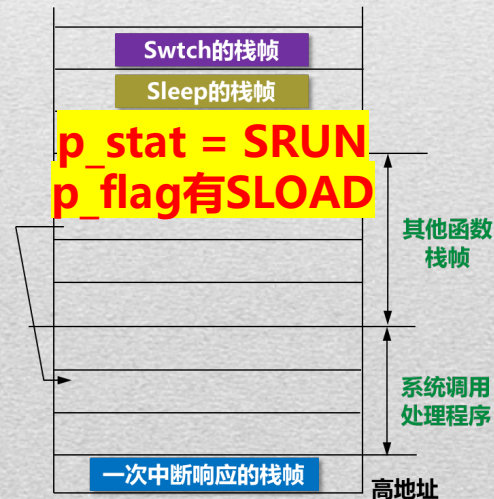 Swtch的栈帧
Sleep的栈帧
p_stat = SRUN
p_flag有SLOAD
其他函数
栈帧
系统调用
处理程序
一次中断响应的栈帧
高地址